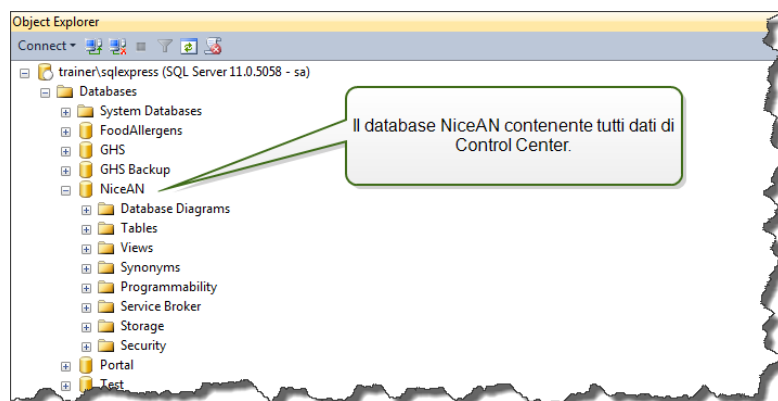 Object Explorer
Connect
trainer\sqlexpress (SQL Server 11.0.5058 - sa)
Databases
System Databases
FoodAllergens
GHS
GHS Backup
NiceAN
Database Diagrams
Tables
Views
Synonyms
Programmability
Service Broker
Storage
Security
Portal
Test
Il database NiceAN contenente tutti dati di
Control Center.